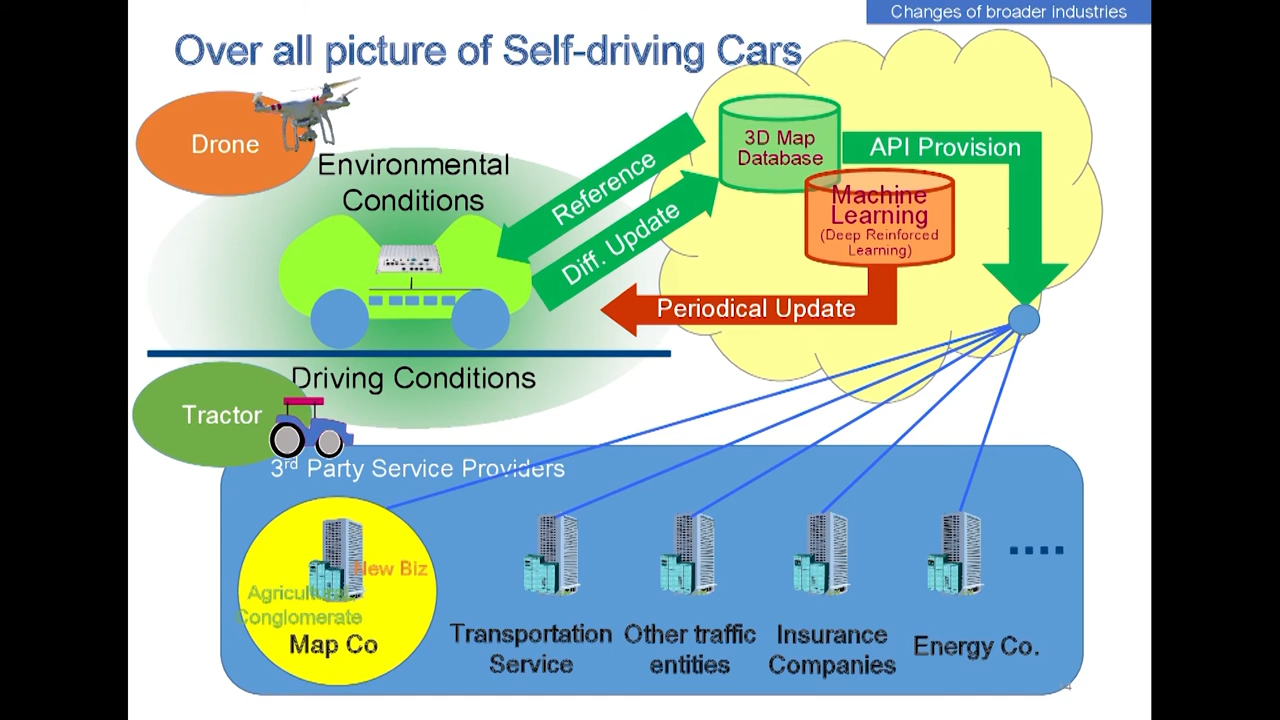 Changes of broader industries
Over all picture of Self-driving Cars
Drone
Environmental
Conditions
Reference
Diff. Update
3D Map
Database
API Provision
Machine
Learning
(Deep Reinforced
Learning)
Periodical Update
Driving Conditions
Tractor
3rd Party Service Providers
New Biz
Agricultural
Conglomerate
Map Co
Transportation
Service
Other traffic
entities
Insurance
Companies
Energy Co.
....
14